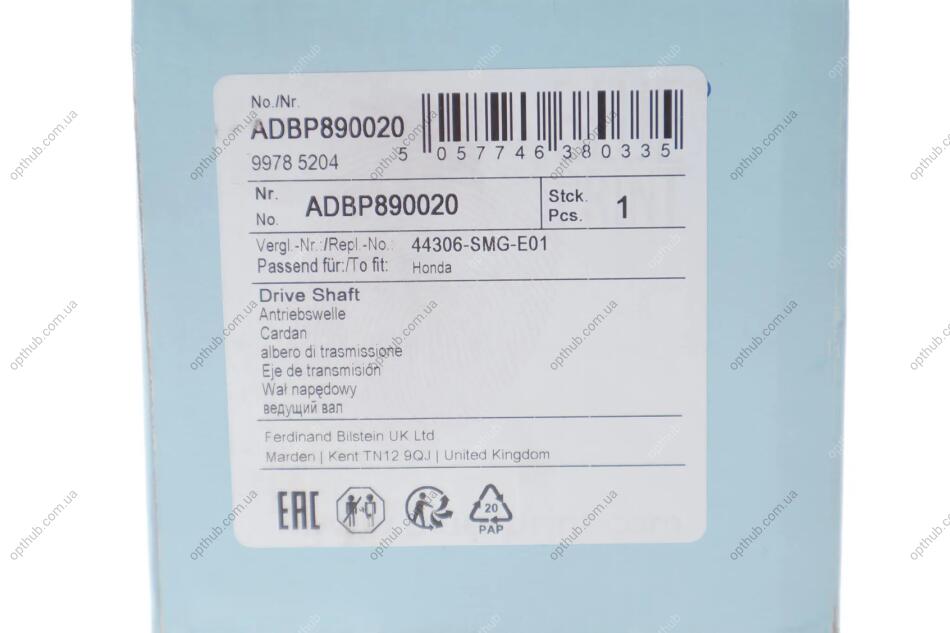 No./Nr.
ADBP890020
9978 5204
5 057746 380335
Nr.
No. ADBP890020
Stck.
Pcs. 1
Vergl.-Nr.:/Repl.-No.: 44306-SMG-E01
Passend für:/To fit: Honda
Drive Shaft
Antriebswelle
Cardan
albero di trasmissione
Eje de transmisión
Wał napędowy
ведущий вал
Ferdinand Bilstein UK Ltd
Marden | Kent TN12 9QJ | United Kingdom
EAC
20
PAP
opthub.com.ua